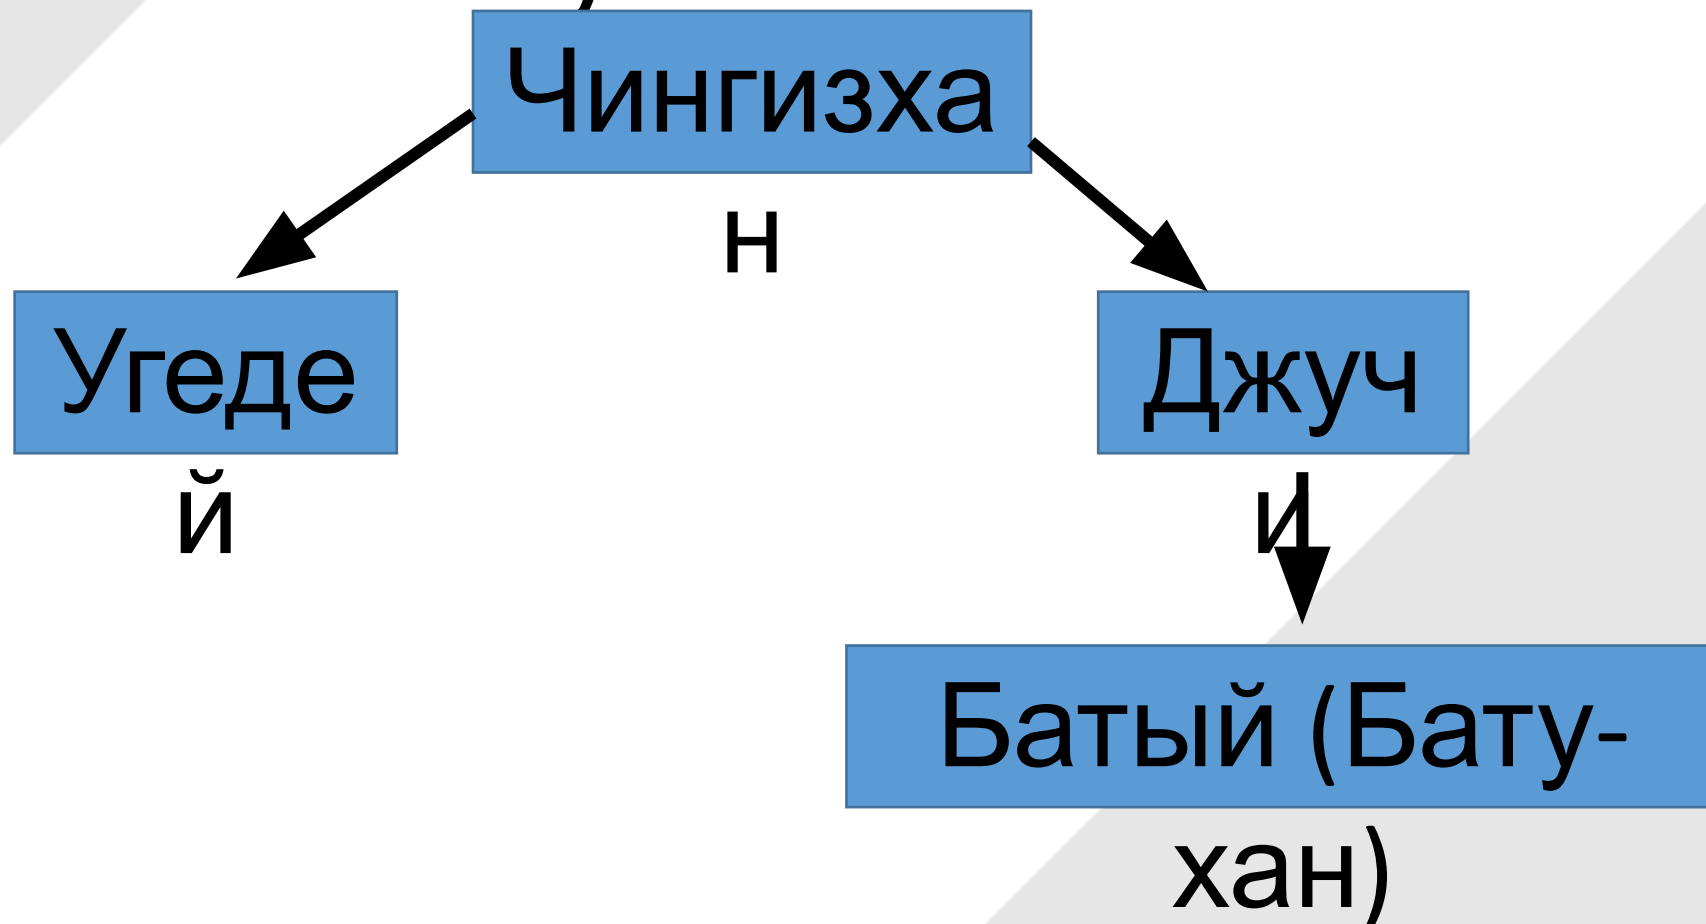 Чингизха
н
Угеде
й
Джуч
и
Батый (Бату-
хан)